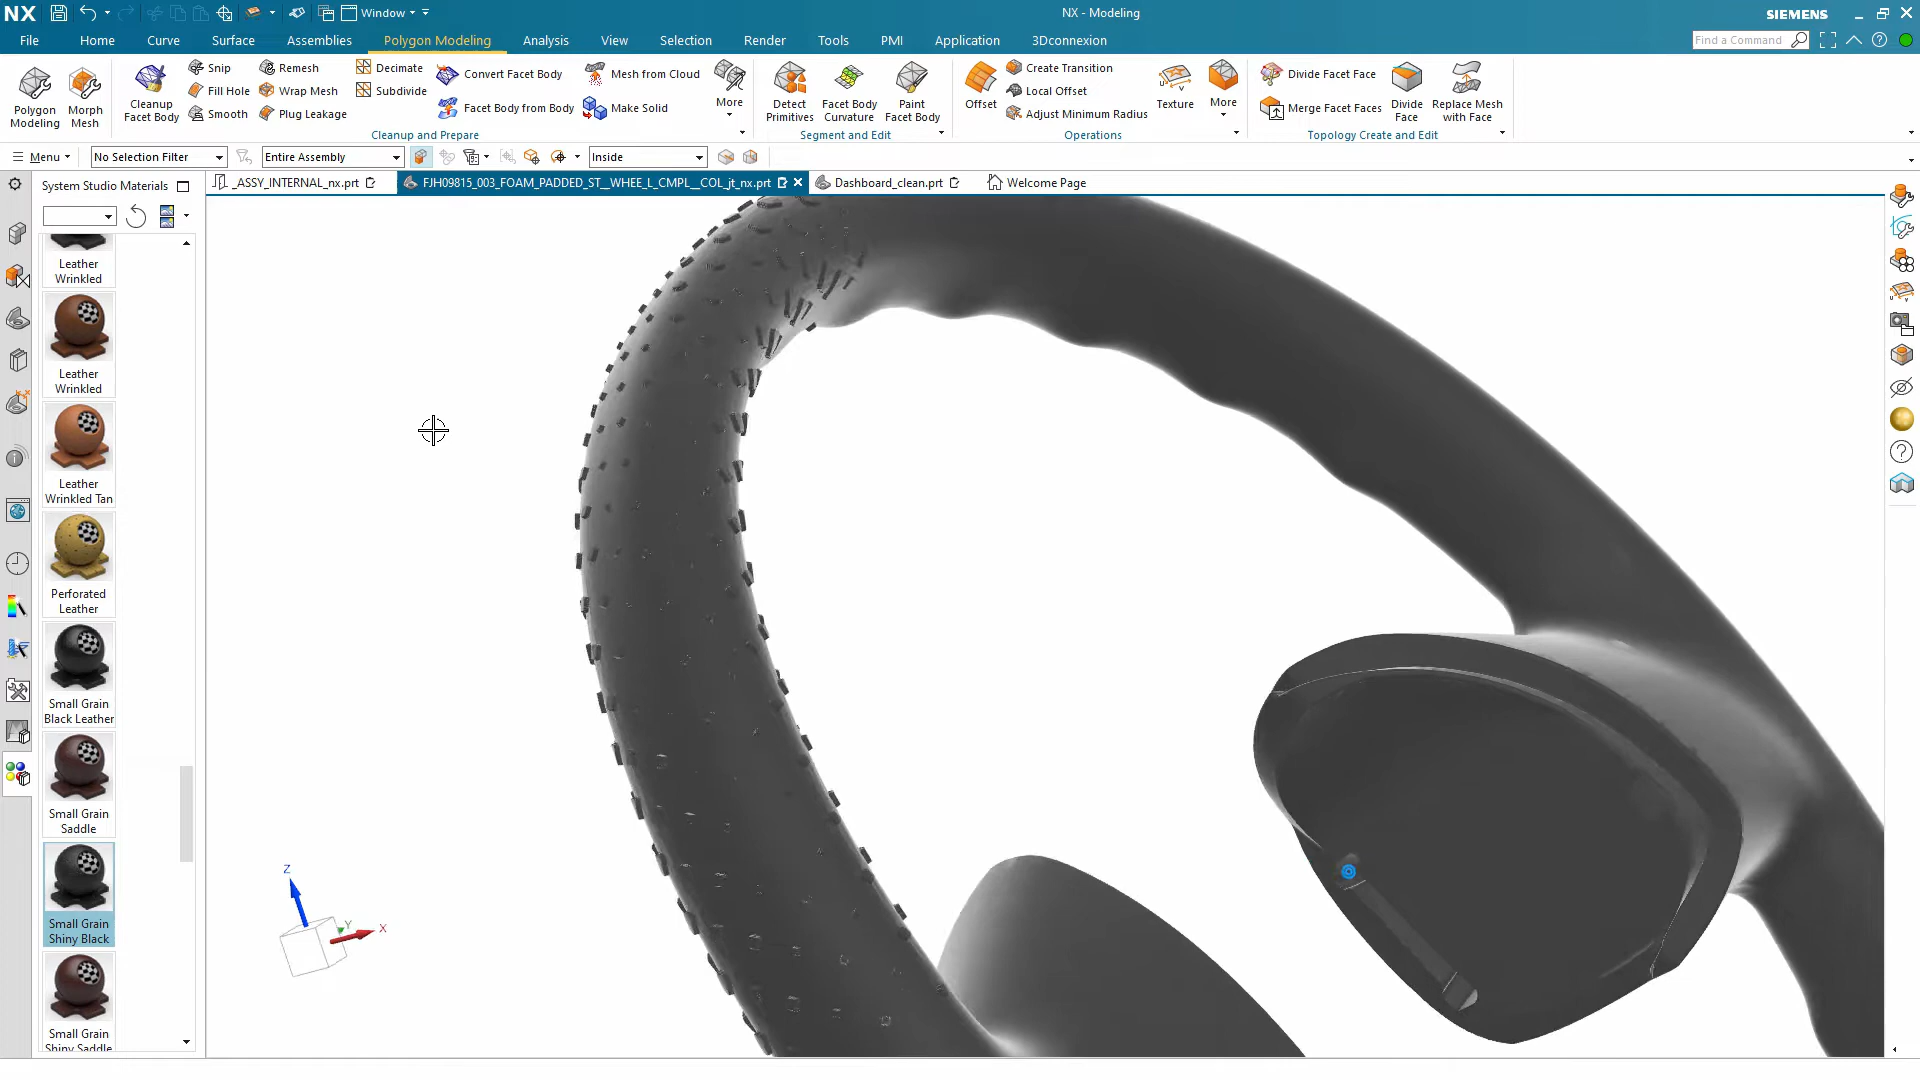 NX
Window
NX - Modeling
SIEMENS
File
Home
Curve
Surface
Assemblies
Polygon Modeling
Analysis
View
Selection
Render
Tools
PMI
Application
3Dconnexion
Find a Command
Polygon
Modeling
Morph
Mesh
Cleanup
Facet Body
Snip
Fill Hole
Smooth
Remesh
Wrap Mesh
Plug Leakage
Decimate
Subdivide
Convert Facet Body
Facet Body from Body
Mesh from Cloud
Make Solid
More
Cleanup and Prepare
Detect
Primitives
Facet Body
Curvature
Paint
Facet Body
Segment and Edit
Offset
Create Transition
Local Offset
Adjust Minimum Radius
Texture
More
Operations
Divide Facet Face
Merge Facet Faces
Divide
Face
Replace Mesh
with Face
Topology Create and Edit
Menu
No Selection Filter
Entire Assembly
Inside
System Studio Materials
_ASSY_INTERNAL_nx.prt
FJH09815_003_FOAM_PADDED_ST__WHEE_L_CMPL__COL_jt_nx.prt
Dashboard_clean.prt
Welcome Page
Leather
Wrinkled
Leather
Wrinkled
Leather
Wrinkled Tan
Perforated
Leather
Small Grain
Black Leather
Small Grain
Saddle
Small Grain
Shiny Black
Small Grain
Shiny Saddle
Z
Y
X